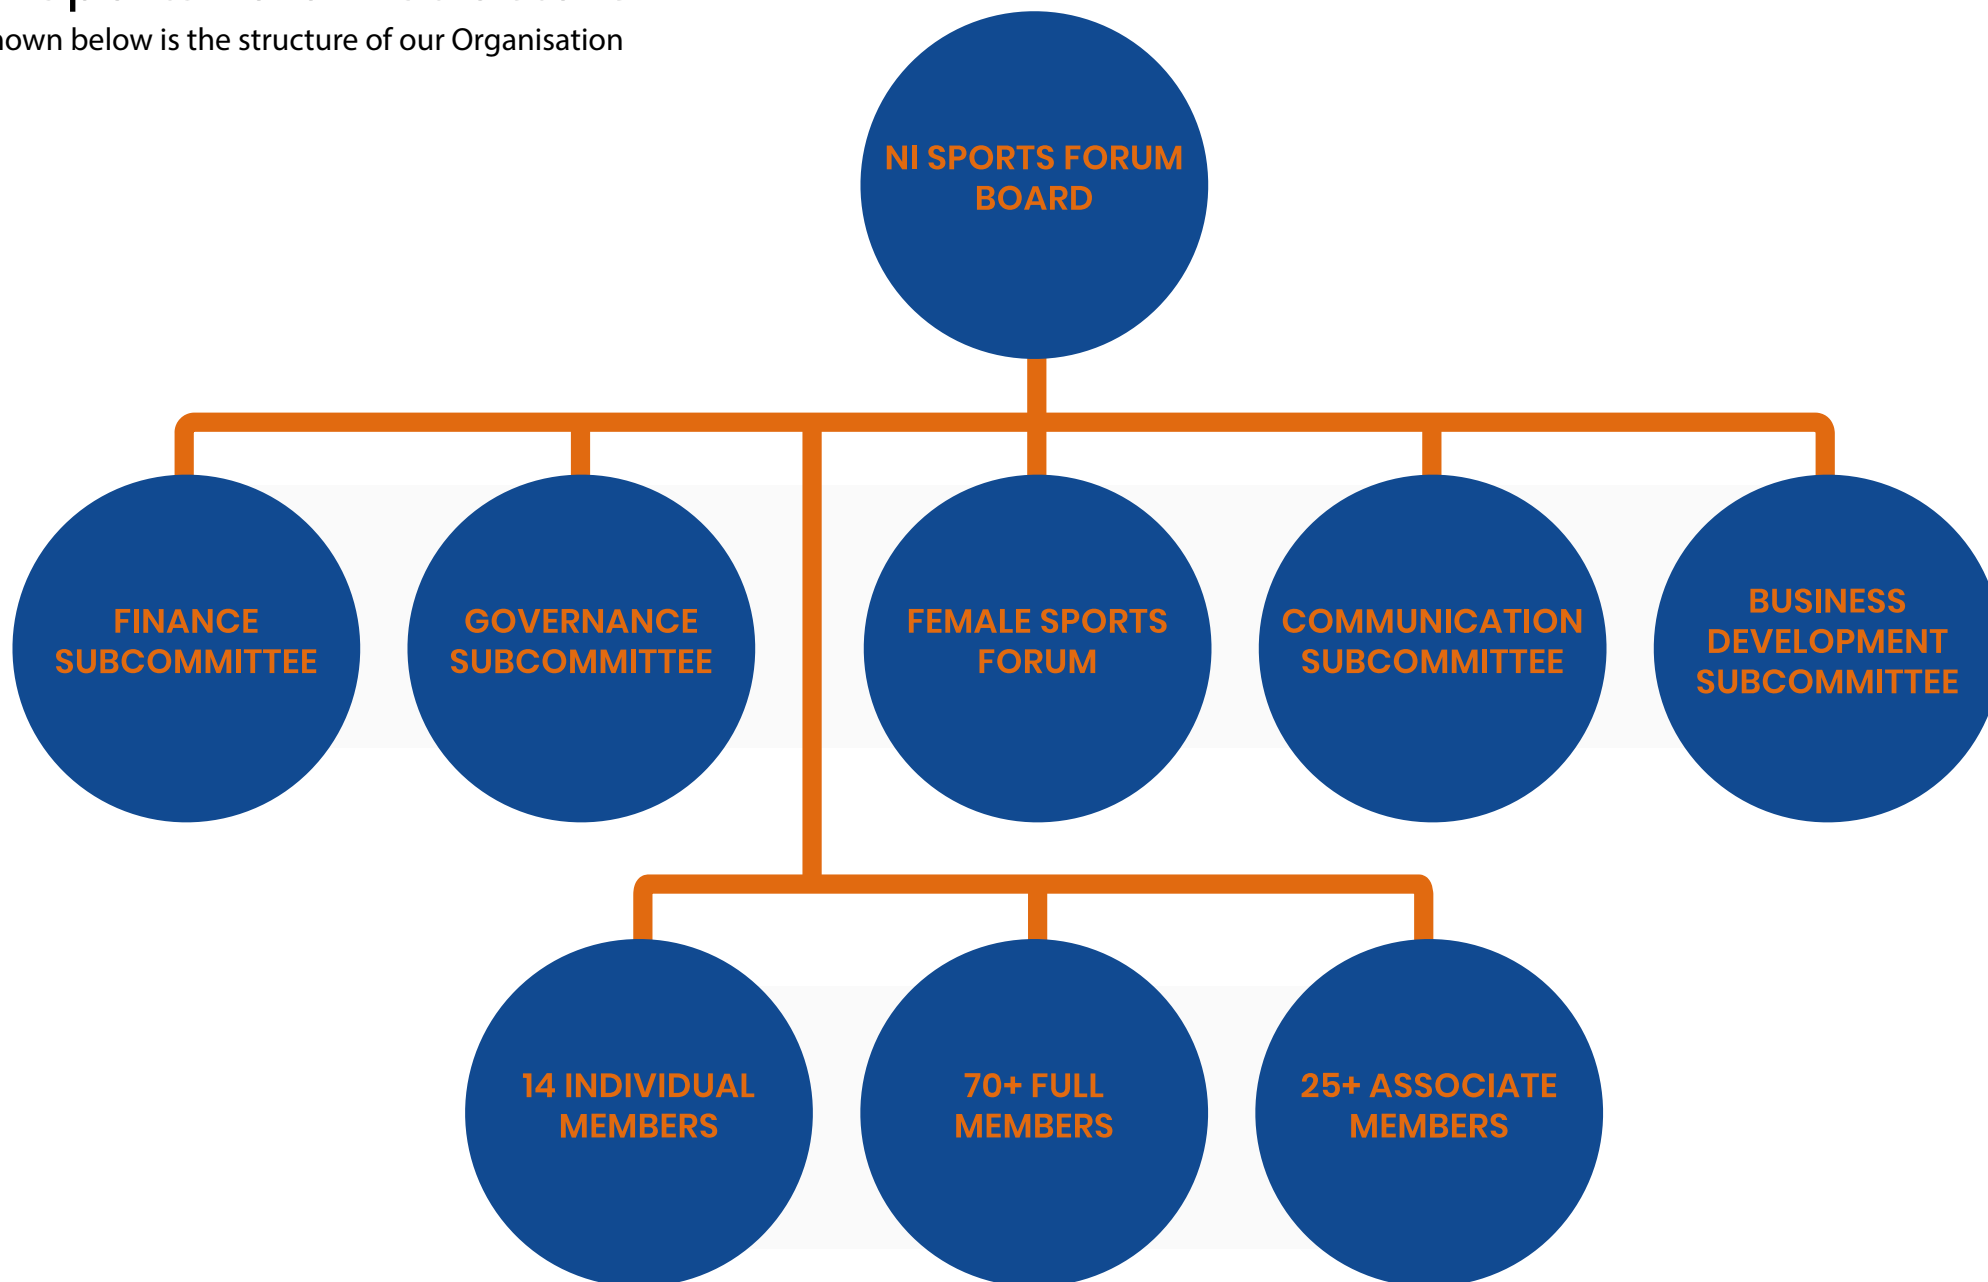 hown below is the structure of our Organisation
NI SPORTS FORUM
BOARD
FINANCE
SUBCOMMITTEE
GOVERNANCE
SUBCOMMITTEE
FEMALE SPORTS
FORUM
COMMUNICATION
SUBCOMMITTEE
BUSINESS
DEVELOPMENT
SUBCOMMITTEE
14 INDIVIDUAL
MEMBERS
70+ FULL
MEMBERS
25+ ASSOCIATE
MEMBERS